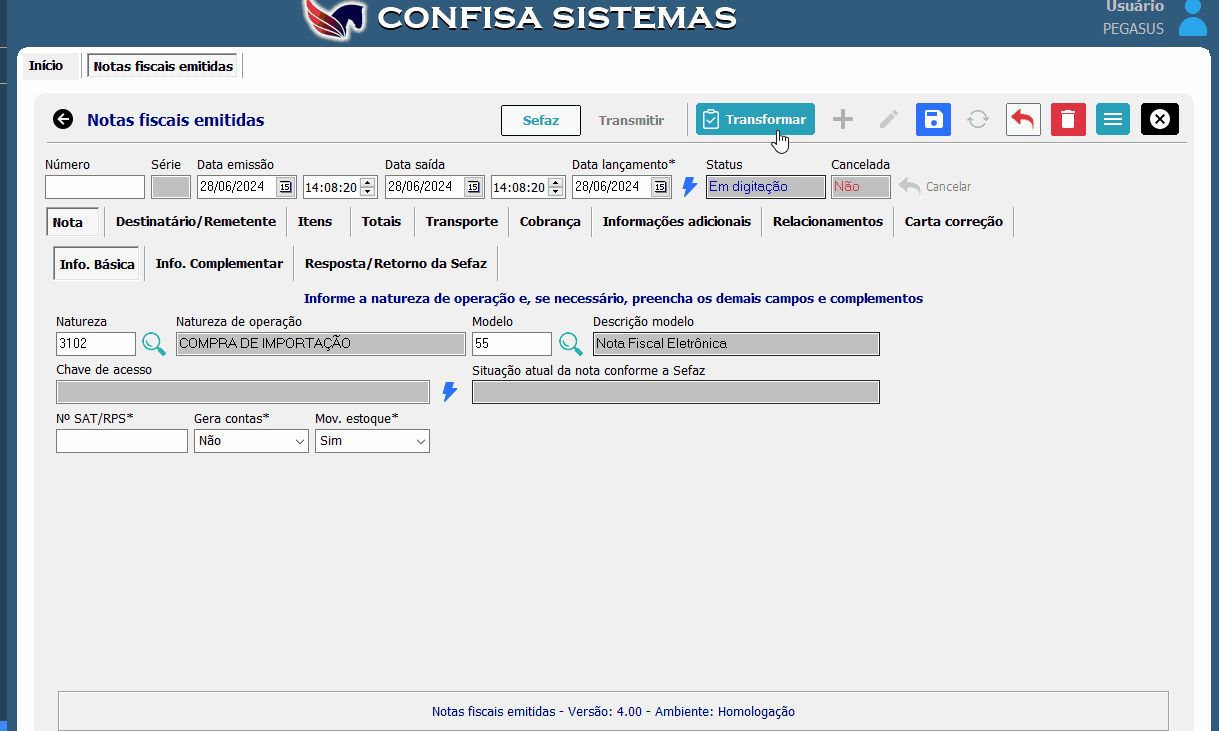 CONFISA SISTEMAS
Usuário
PEGASUS
Início
Notas fiscais emitidas
Notas fiscais emitidas
Sefaz
Transmitir
Transformar
Número
Série
Data emissão
Data saída
Data lançamento*
Status
Cancelada
28/06/2024
15
14:08:20
28/06/2024
15
14:08:20
28/06/2024
15
Em digitação
Não
Cancelar
Nota
Destinatário/Remetente
Itens
Totais
Transporte
Cobrança
Informações adicionais
Relacionamentos
Carta correção
Info. Básica
Info. Complementar
Resposta/Retorno da Sefaz
Informe a natureza de operação e, se necessário, preencha os demais campos e complementos
Natureza
Natureza de operação
Modelo
Descrição modelo
3102
COMPRA DE IMPORTAÇÃO
55
Nota Fiscal Eletrônica
Chave de acesso
Situação atual da nota conforme a Sefaz
Nº SAT/RPS*
Gera contas*
Mov. estoque*
Não
Sim
Notas fiscais emitidas - Versão: 4.00 - Ambiente: Homologação